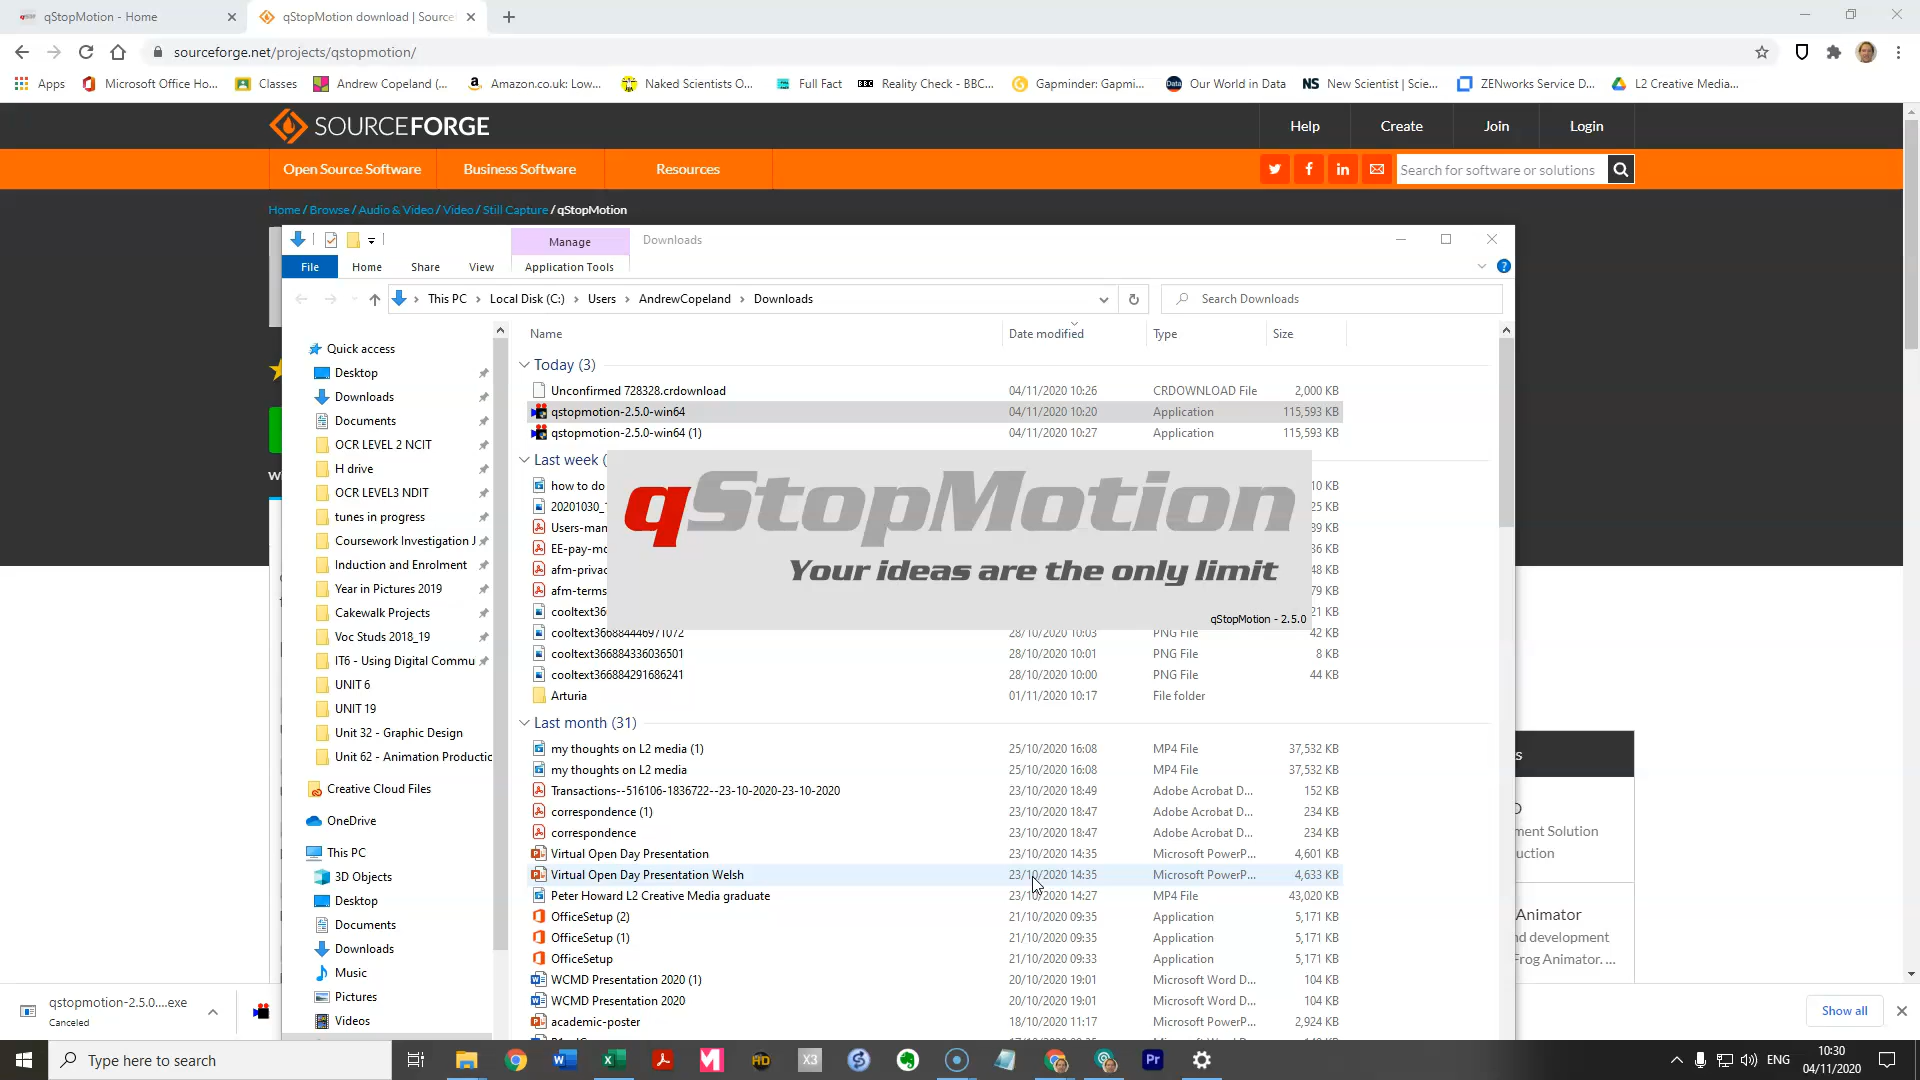 qStopMotion - Home
qStopMotion download | Source
sourceforge.net/projects/qstopmotion/
Apps
Microsoft Office Ho...
Classes
Andrew Copeland (...
Amazon.co.uk: Low...
Naked Scientists O...
Full Fact
Reality Check - BBC...
Gapminder: Gapmi...
Our World in Data
New Scientist | Scie...
ZENworks Service D...
L2 Creative Media...
SOURCEFORGE
Help
Create
Join
Login
Open Source Software
Business Software
Resources
Search for software or solutions
Home / Browse / Audio & Video / Video / Still Capture / qStopMotion
Manage
Downloads
File
Home
Share
View
Application Tools
This PC > Local Disk (C:) > Users > AndrewCopeland > Downloads
Search Downloads
Name
Date modified
Type
Size
Quick access
Desktop
Downloads
Documents
OCR LEVEL 2 NCIT
H drive
OCR LEVEL3 NDIT
tunes in progress
Coursework Investigation J
Induction and Enrolment
Year in Pictures 2019
Cakewalk Projects
Voc Studs 2018_19
IT6 - Using Digital Commu
UNIT 6
UNIT 19
Unit 32 - Graphic Design
Unit 62 - Animation Productic
Creative Cloud Files
OneDrive
This PC
3D Objects
Desktop
Documents
Downloads
Music
Pictures
Videos
Today (3)
Unconfirmed 728328.crdownload 04/11/2020 10:26 CRDOWNLOAD File 2,000 KB
qstopmotion-2.5.0-win64 04/11/2020 10:20 Application 115,593 KB
qstopmotion-2.5.0-win64 (1) 04/11/2020 10:27 Application 115,593 KB
Last week (
how to do
20201030_
Users-man
EE-pay-mo
afm-privac
afm-terms
cooltext36
qStopMotion
Your ideas are the only limit
qStopMotion - 2.5.0
cooltext366884446971072 28/10/2020 10:03 PNG File 42 KB
cooltext366884336036501 28/10/2020 10:01 PNG File 8 KB
cooltext366884291686241 28/10/2020 10:00 PNG File 44 KB
Arturia 01/11/2020 10:17 File folder
Last month (31)
my thoughts on L2 media (1) 25/10/2020 16:08 MP4 File 37,532 KB
my thoughts on L2 media 25/10/2020 16:08 MP4 File 37,532 KB
Transactions--516106-1836722--23-10-2020-23-10-2020 23/10/2020 18:49 Adobe Acrobat D... 152 KB
correspondence (1) 23/10/2020 18:47 Adobe Acrobat D... 234 KB
correspondence 23/10/2020 18:47 Adobe Acrobat D... 234 KB
Virtual Open Day Presentation 23/10/2020 14:35 Microsoft PowerP... 4,601 KB
Virtual Open Day Presentation Welsh 23/10/2020 14:35 Microsoft PowerP... 4,633 KB
Peter Howard L2 Creative Media graduate 23/10/2020 14:27 MP4 File 43,020 KB
OfficeSetup (2) 21/10/2020 09:35 Application 5,171 KB
OfficeSetup (1) 21/10/2020 09:35 Application 5,171 KB
OfficeSetup 21/10/2020 09:33 Application 5,171 KB
WCMD Presentation 2020 (1) 20/10/2020 19:01 Microsoft Word D... 104 KB
WCMD Presentation 2020 20/10/2020 19:01 Microsoft Word D... 104 KB
academic-poster 18/10/2020 11:17 Microsoft PowerP... 2,924 KB
ment Solution
uction
Animator
nd development
Frog Animator. ...
qstopmotion-2.5.0....exe
Canceled
Show all
Type here to search
ENG
10:30
04/11/2020